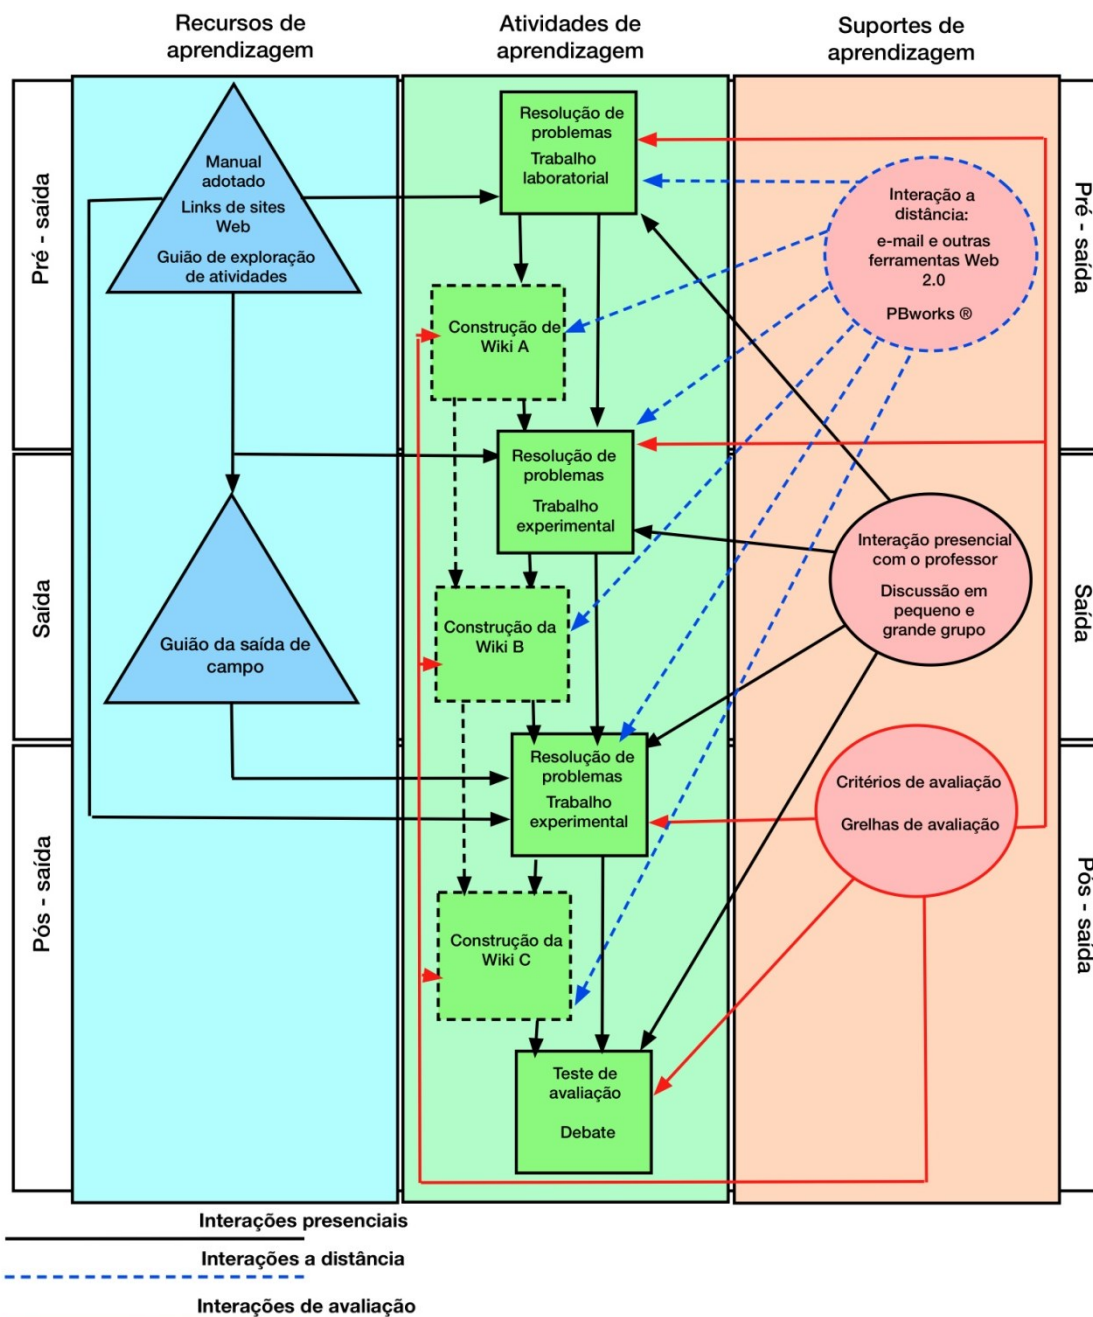 Recursos de
aprendizagem
Atividades de
aprendizagem
Suportes de
aprendizagem
Pré - saída
Manual
adotado
Links de sites
Web
Guião de exploração
de atividades
Resolução de
problemas
Trabalho
laboratorial
Construção de
Wiki A
Interação a
distância:
e-mail e outras
ferramentas Web
2.0
PBworks ®
Pré - saída
Saída
Guião da saída de
campo
Resolução de
problemas
Trabalho
experimental
Construção da
Wiki B
Interação presencial
com o professor
Discussão em
pequeno e
grande grupo
Saída
Pós - saída
Resolução de
problemas
Trabalho
experimental
Construção da
Wiki C
Teste de
avaliação
Debate
Critérios de avaliação
Grelhas de avaliação
Pós - saída
Interações presenciais
Interações a distância
Interações de avaliação